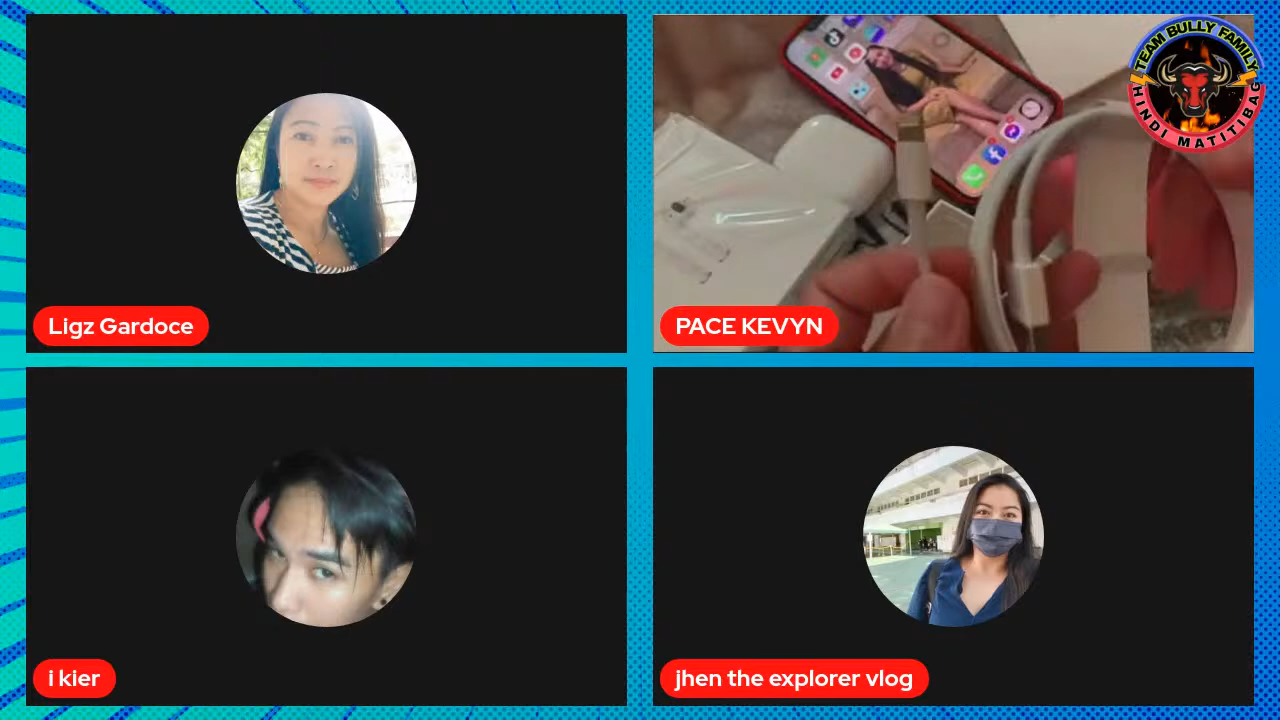 TEAM BULLY FAMILY
HINDI MATITIBAG
Ligz Gardoce
PACE KEVYN
i kier
jhen the explorer vlog